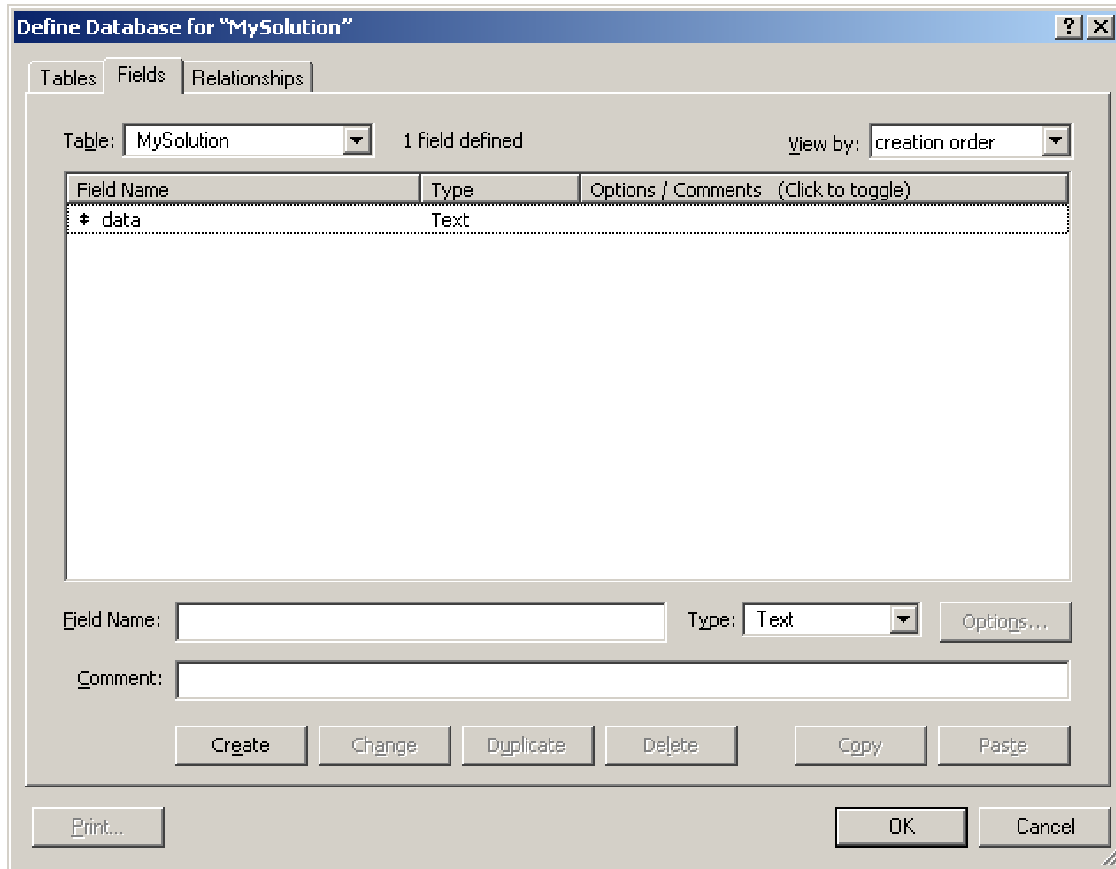 Define Database for “MySolution”
Tables Fields Relationships
Table: MySolution 1 field defined View by: creation order
Field Name Type Options / Comments (Click to toggle)
data Text
Field Name: Type: Text Options...
Comment:
Create Change Duplicate Delete Copy Paste
Print... OK Cancel